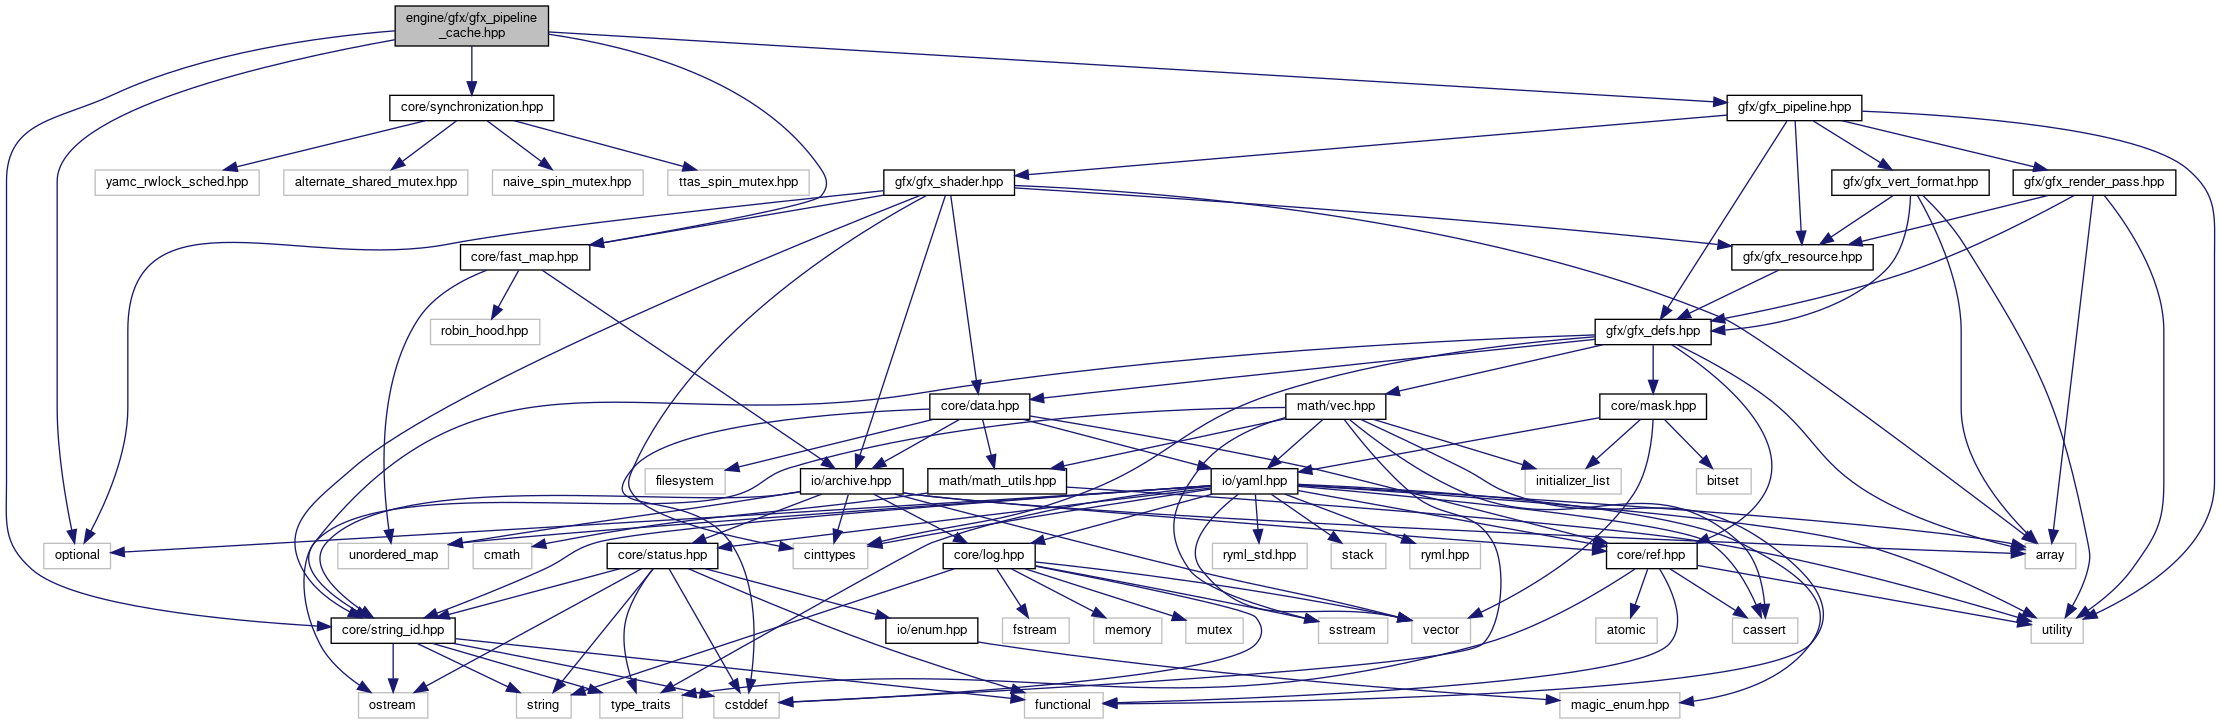 engine/gfx/gfx_pipeline
_cache.hpp
core/synchronization.hpp
gfx/gfx_pipeline.hpp
yamc_rwlock_sched.hpp
alternate_shared_mutex.hpp
naive_spin_mutex.hpp
ttas_spin_mutex.hpp
gfx/gfx_shader.hpp
gfx/gfx_vert_format.hpp
gfx/gfx_render_pass.hpp
core/fast_map.hpp
gfx/gfx_resource.hpp
robin_hood.hpp
gfx/gfx_defs.hpp
core/data.hpp
math/vec.hpp
core/mask.hpp
filesystem
io/archive.hpp
math/math_utils.hpp
io/yaml.hpp
initializer_list
bitset
optional
unordered_map
cmath
core/status.hpp
cinttypes
core/log.hpp
ryml_std.hpp
stack
ryml.hpp
core/ref.hpp
array
core/string_id.hpp
io/enum.hpp
fstream
memory
mutex
sstream
vector
atomic
cassert
utility
ostream
string
type_traits
cstddef
functional
magic_enum.hpp